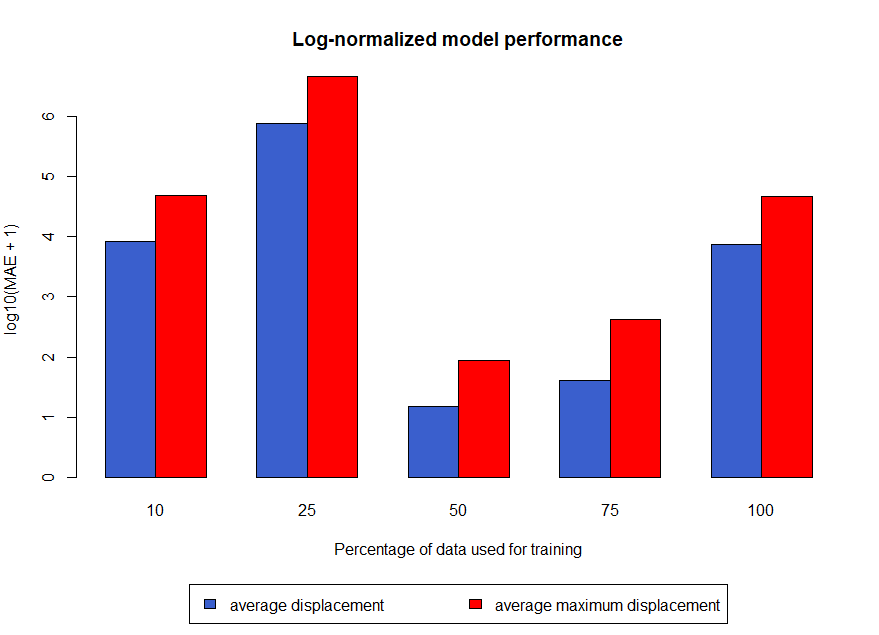 Log-normalized model performance
log10(MAE + 1)
6
5
4
3
2
1
0
10 25 50 75 100
Percentage of data used for training
average displacement average maximum displacement